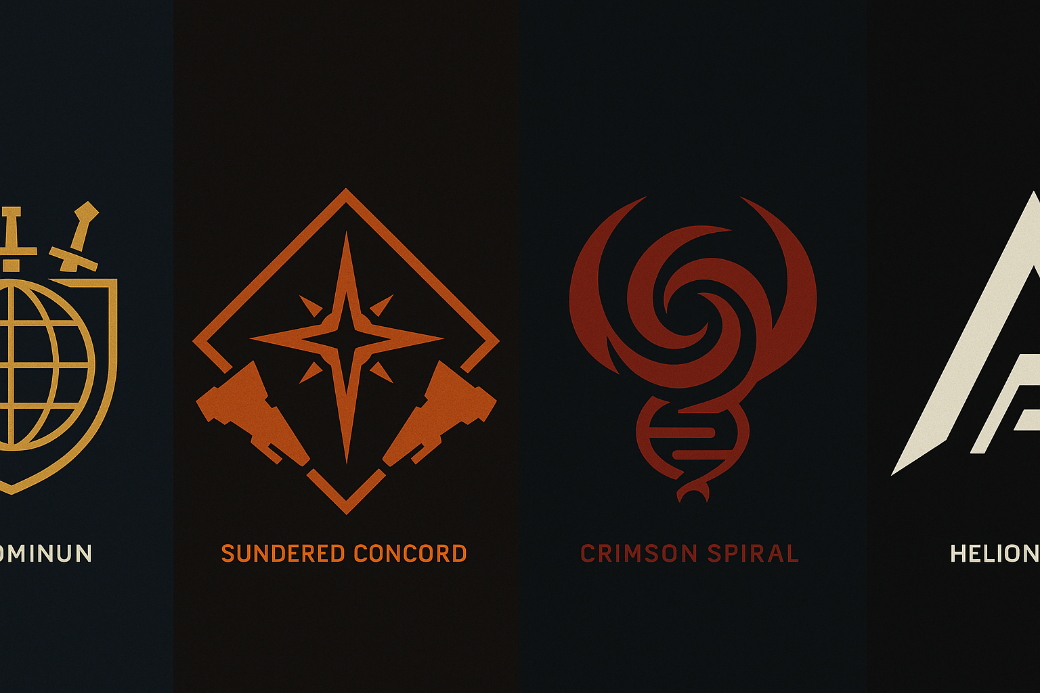 OMINUN
SUNDERED CONCORD
CRIMSON SPIRAL
HELION